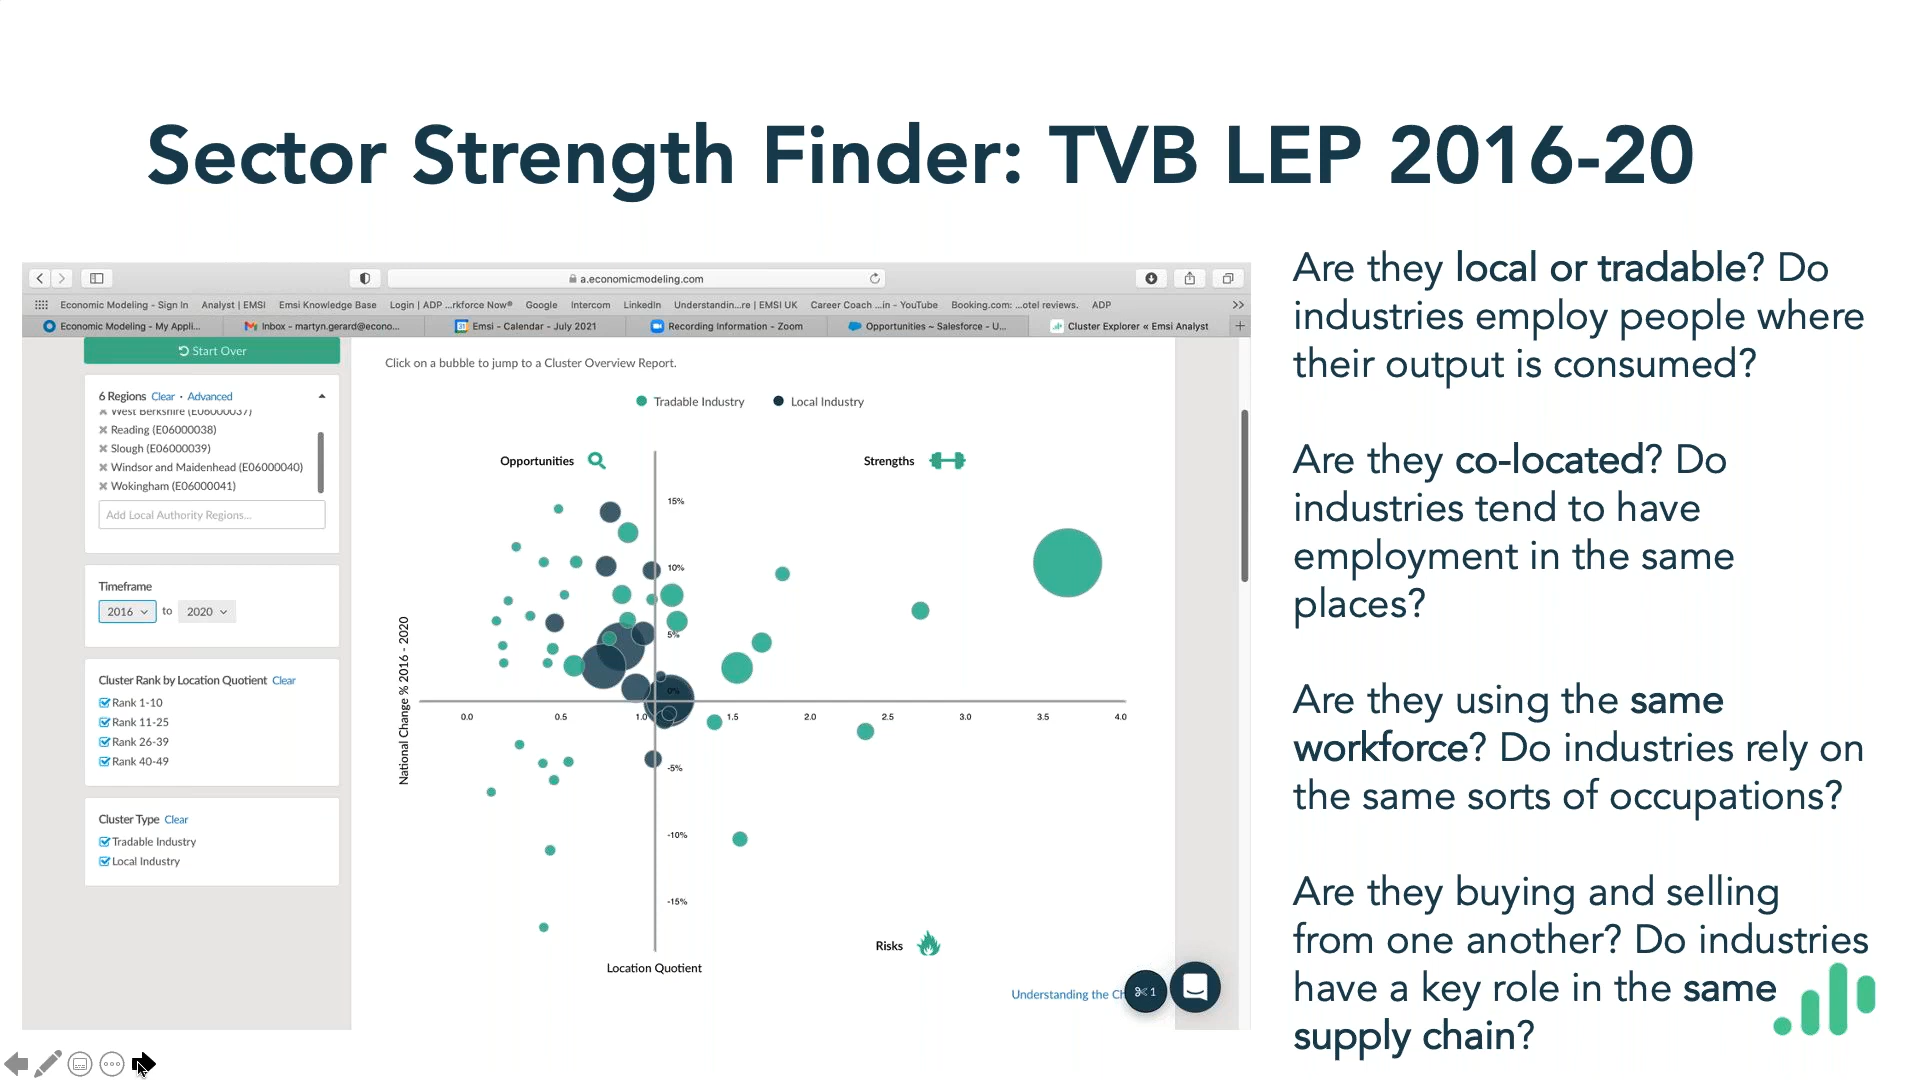 Sector Strength Finder: TVB LEP 2016-20
a.economicmodeling.com
Economic Modeling - Sign In
Analyst | EMSI
Emsi Knowledge Base
Login | ADP ...rkforce Now®
Google
Intercom
LinkedIn
Understandin...re | EMSI UK
Career Coach ...in - YouTube
Booking.com: ...otel reviews.
ADP
>>
Economic Modeling - My Appli...
Inbox - martyn.gerard@econo...
Emsi - Calendar - July 2021
Recording Information - Zoom
Opportunities ~ Salesforce - U...
Cluster Explorer « Emsi Analyst
Start Over
6 Regions Clear · Advanced
West Berkshire (E06000037)
Reading (E06000038)
Slough (E06000039)
Windsor and Maidenhead (E06000040)
Wokingham (E06000041)
Add Local Authority Regions...
Timeframe
2016 to 2020
Cluster Rank by Location Quotient Clear
Rank 1-10
Rank 11-25
Rank 26-39
Rank 40-49
Cluster Type Clear
Tradable Industry
Local Industry
Click on a bubble to jump to a Cluster Overview Report.
Tradable Industry
Local Industry
Opportunities
Strengths
15%
10%
5%
0%
0.0 0.5 1.0 1.5 2.0 2.5 3.0 3.5 4.0
-5%
-10%
-15%
National Change % 2016 - 2020
Risks
Location Quotient
Understanding the Ch
1
Are they local or tradable? Do
industries employ people where
their output is consumed?
Are they co-located? Do
industries tend to have
employment in the same
places?
Are they using the same
workforce? Do industries rely on
the same sorts of occupations?
Are they buying and selling
from one another? Do industries
have a key role in the same
supply chain?